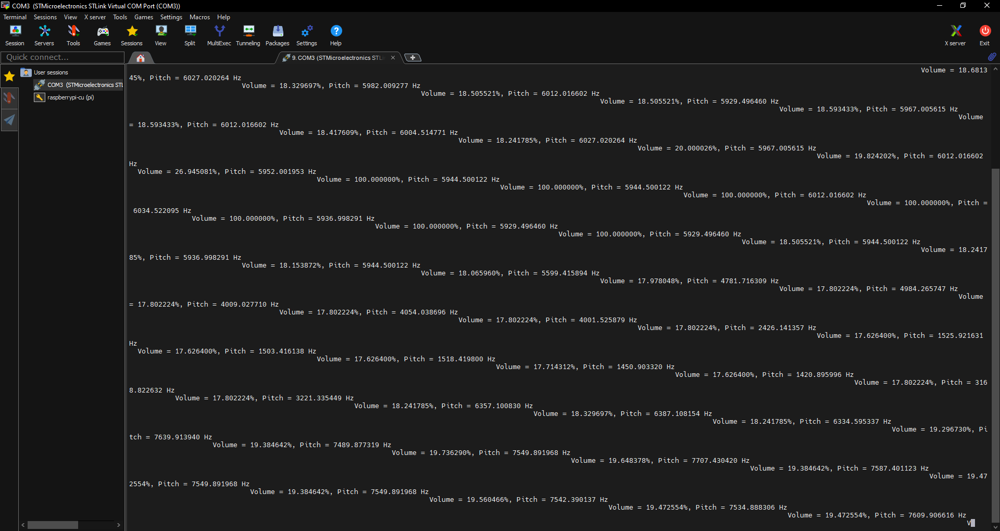 COM3 (STMicroelectronics STLink Virtual COM Port (COM3))
Terminal Sessions View X server Tools Games Settings Macros Help
Session Servers Tools Games Sessions View Split MultiExec Tunneling Packages Settings Help X server Exit
Quick connect...
9. COM3 (STMicroelectronics STLi
User sessions
COM3 (STMicroelectronics STL
raspberrypi-cu (pi)
Volume = 18.6813
45%, Pitch = 6027.020264 Hz
Volume = 18.329697%, Pitch = 5982.009277 Hz
Volume = 18.505521%, Pitch = 6012.016602 Hz
Volume = 18.505521%, Pitch = 5929.496460 Hz
Volume = 18.593433%, Pitch = 5967.005615 Hz
Volume
= 18.593433%, Pitch = 6012.016602 Hz
Volume = 18.417609%, Pitch = 6004.514771 Hz
Volume = 18.241785%, Pitch = 6027.020264 Hz
Volume = 20.000026%, Pitch = 5967.005615 Hz
Volume = 19.824202%, Pitch = 6012.016602
Hz
Volume = 26.945081%, Pitch = 5952.001953 Hz
Volume = 100.000000%, Pitch = 5944.500122 Hz
Volume = 100.000000%, Pitch = 5944.500122 Hz
Volume = 100.000000%, Pitch = 6012.016602 Hz
Volume = 100.000000%, Pitch =
6034.522095 Hz
Volume = 100.000000%, Pitch = 5936.998291 Hz
Volume = 100.000000%, Pitch = 5929.496460 Hz
Volume = 100.000000%, Pitch = 5929.496460 Hz
Volume = 18.505521%, Pitch = 5944.500122 Hz
Volume = 18.2417
85%, Pitch = 5936.998291 Hz
Volume = 18.153872%, Pitch = 5944.500122 Hz
Volume = 18.065960%, Pitch = 5599.415894 Hz
Volume = 17.978048%, Pitch = 4781.716309 Hz
Volume = 17.802224%, Pitch = 4984.265747 Hz
Volume
= 17.802224%, Pitch = 4009.027710 Hz
Volume = 17.802224%, Pitch = 4054.038696 Hz
Volume = 17.802224%, Pitch = 4001.525879 Hz
Volume = 17.802224%, Pitch = 2426.141357 Hz
Volume = 17.626400%, Pitch = 1525.921631
Hz
Volume = 17.626400%, Pitch = 1503.416138 Hz
Volume = 17.626400%, Pitch = 1518.419800 Hz
Volume = 17.714312%, Pitch = 1450.903320 Hz
Volume = 17.626400%, Pitch = 1420.895996 Hz
Volume = 17.802224%, Pitch = 316
8.822632 Hz
Volume = 17.802224%, Pitch = 3221.335449 Hz
Volume = 18.241785%, Pitch = 6357.100830 Hz
Volume = 18.329697%, Pitch = 6387.108154 Hz
Volume = 18.241785%, Pitch = 6334.595337 Hz
Volume = 19.296730%, Pi
tch = 7639.913940 Hz
Volume = 19.384642%, Pitch = 7489.877319 Hz
Volume = 19.736290%, Pitch = 7549.891968 Hz
Volume = 19.648378%, Pitch = 7707.430420 Hz
Volume = 19.384642%, Pitch = 7587.401123 Hz
Volume = 19.47
2554%, Pitch = 7549.891968 Hz
Volume = 19.384642%, Pitch = 7549.891968 Hz
Volume = 19.560466%, Pitch = 7542.390137 Hz
Volume = 19.472554%, Pitch = 7534.888306 Hz
Volume = 19.472554%, Pitch = 7609.906616 Hz
V